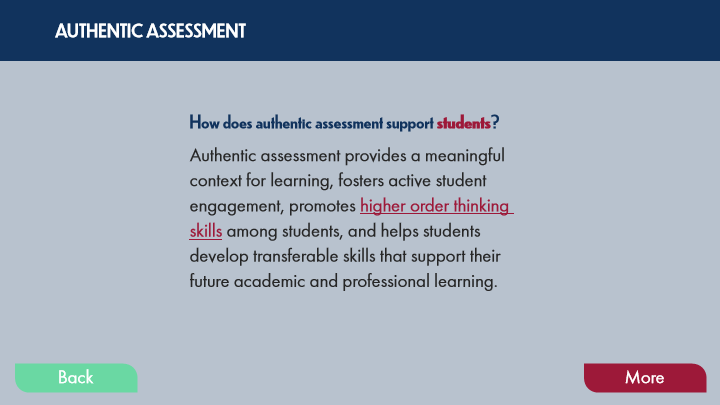 AUTHENTIC ASSESSMENT
How does authentic assessment support students?
Authentic assessment provides a meaningful
context for learning, fosters active student
engagement, promotes higher order thinking
skills among students, and helps students
develop transferable skills that support their
future academic and professional learning.
Back
More